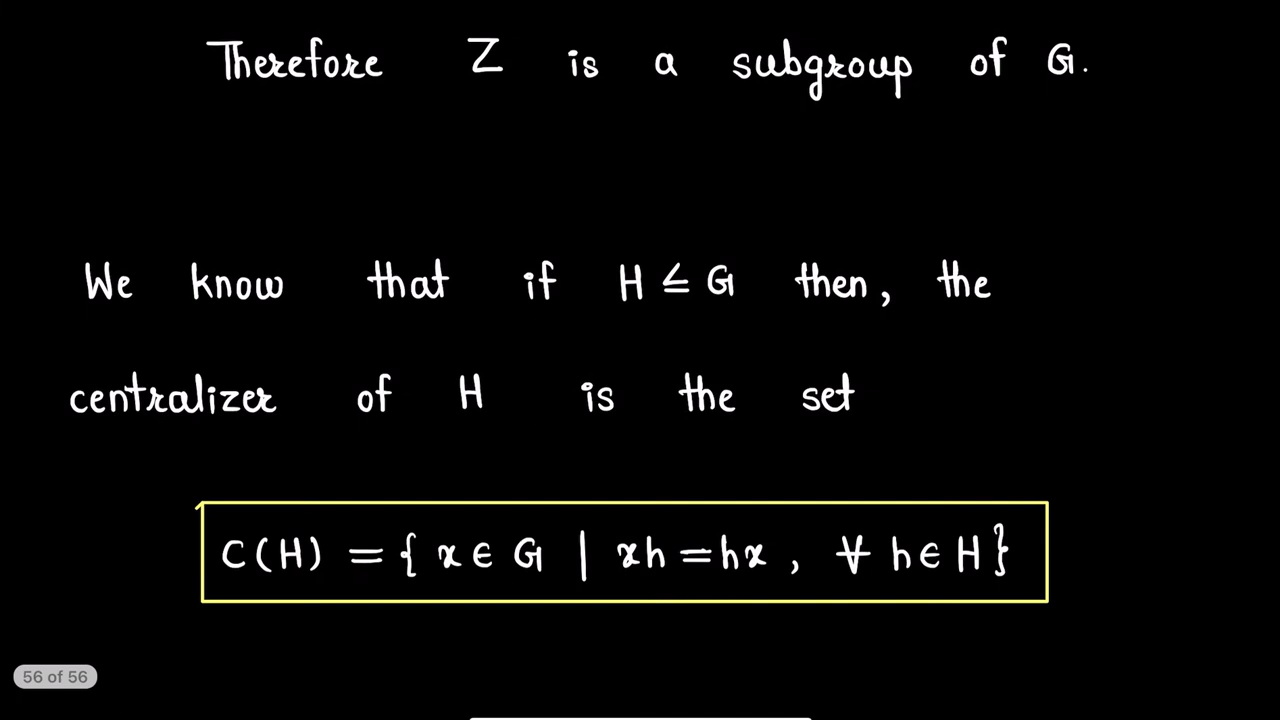 Therefore Z is a subgroup of G.
We know that if H ≤ G then, the
centralizer of H is the set
C(H) = { x ∈ G | xh = hx , ∀ h ∈ H }
56 of 56